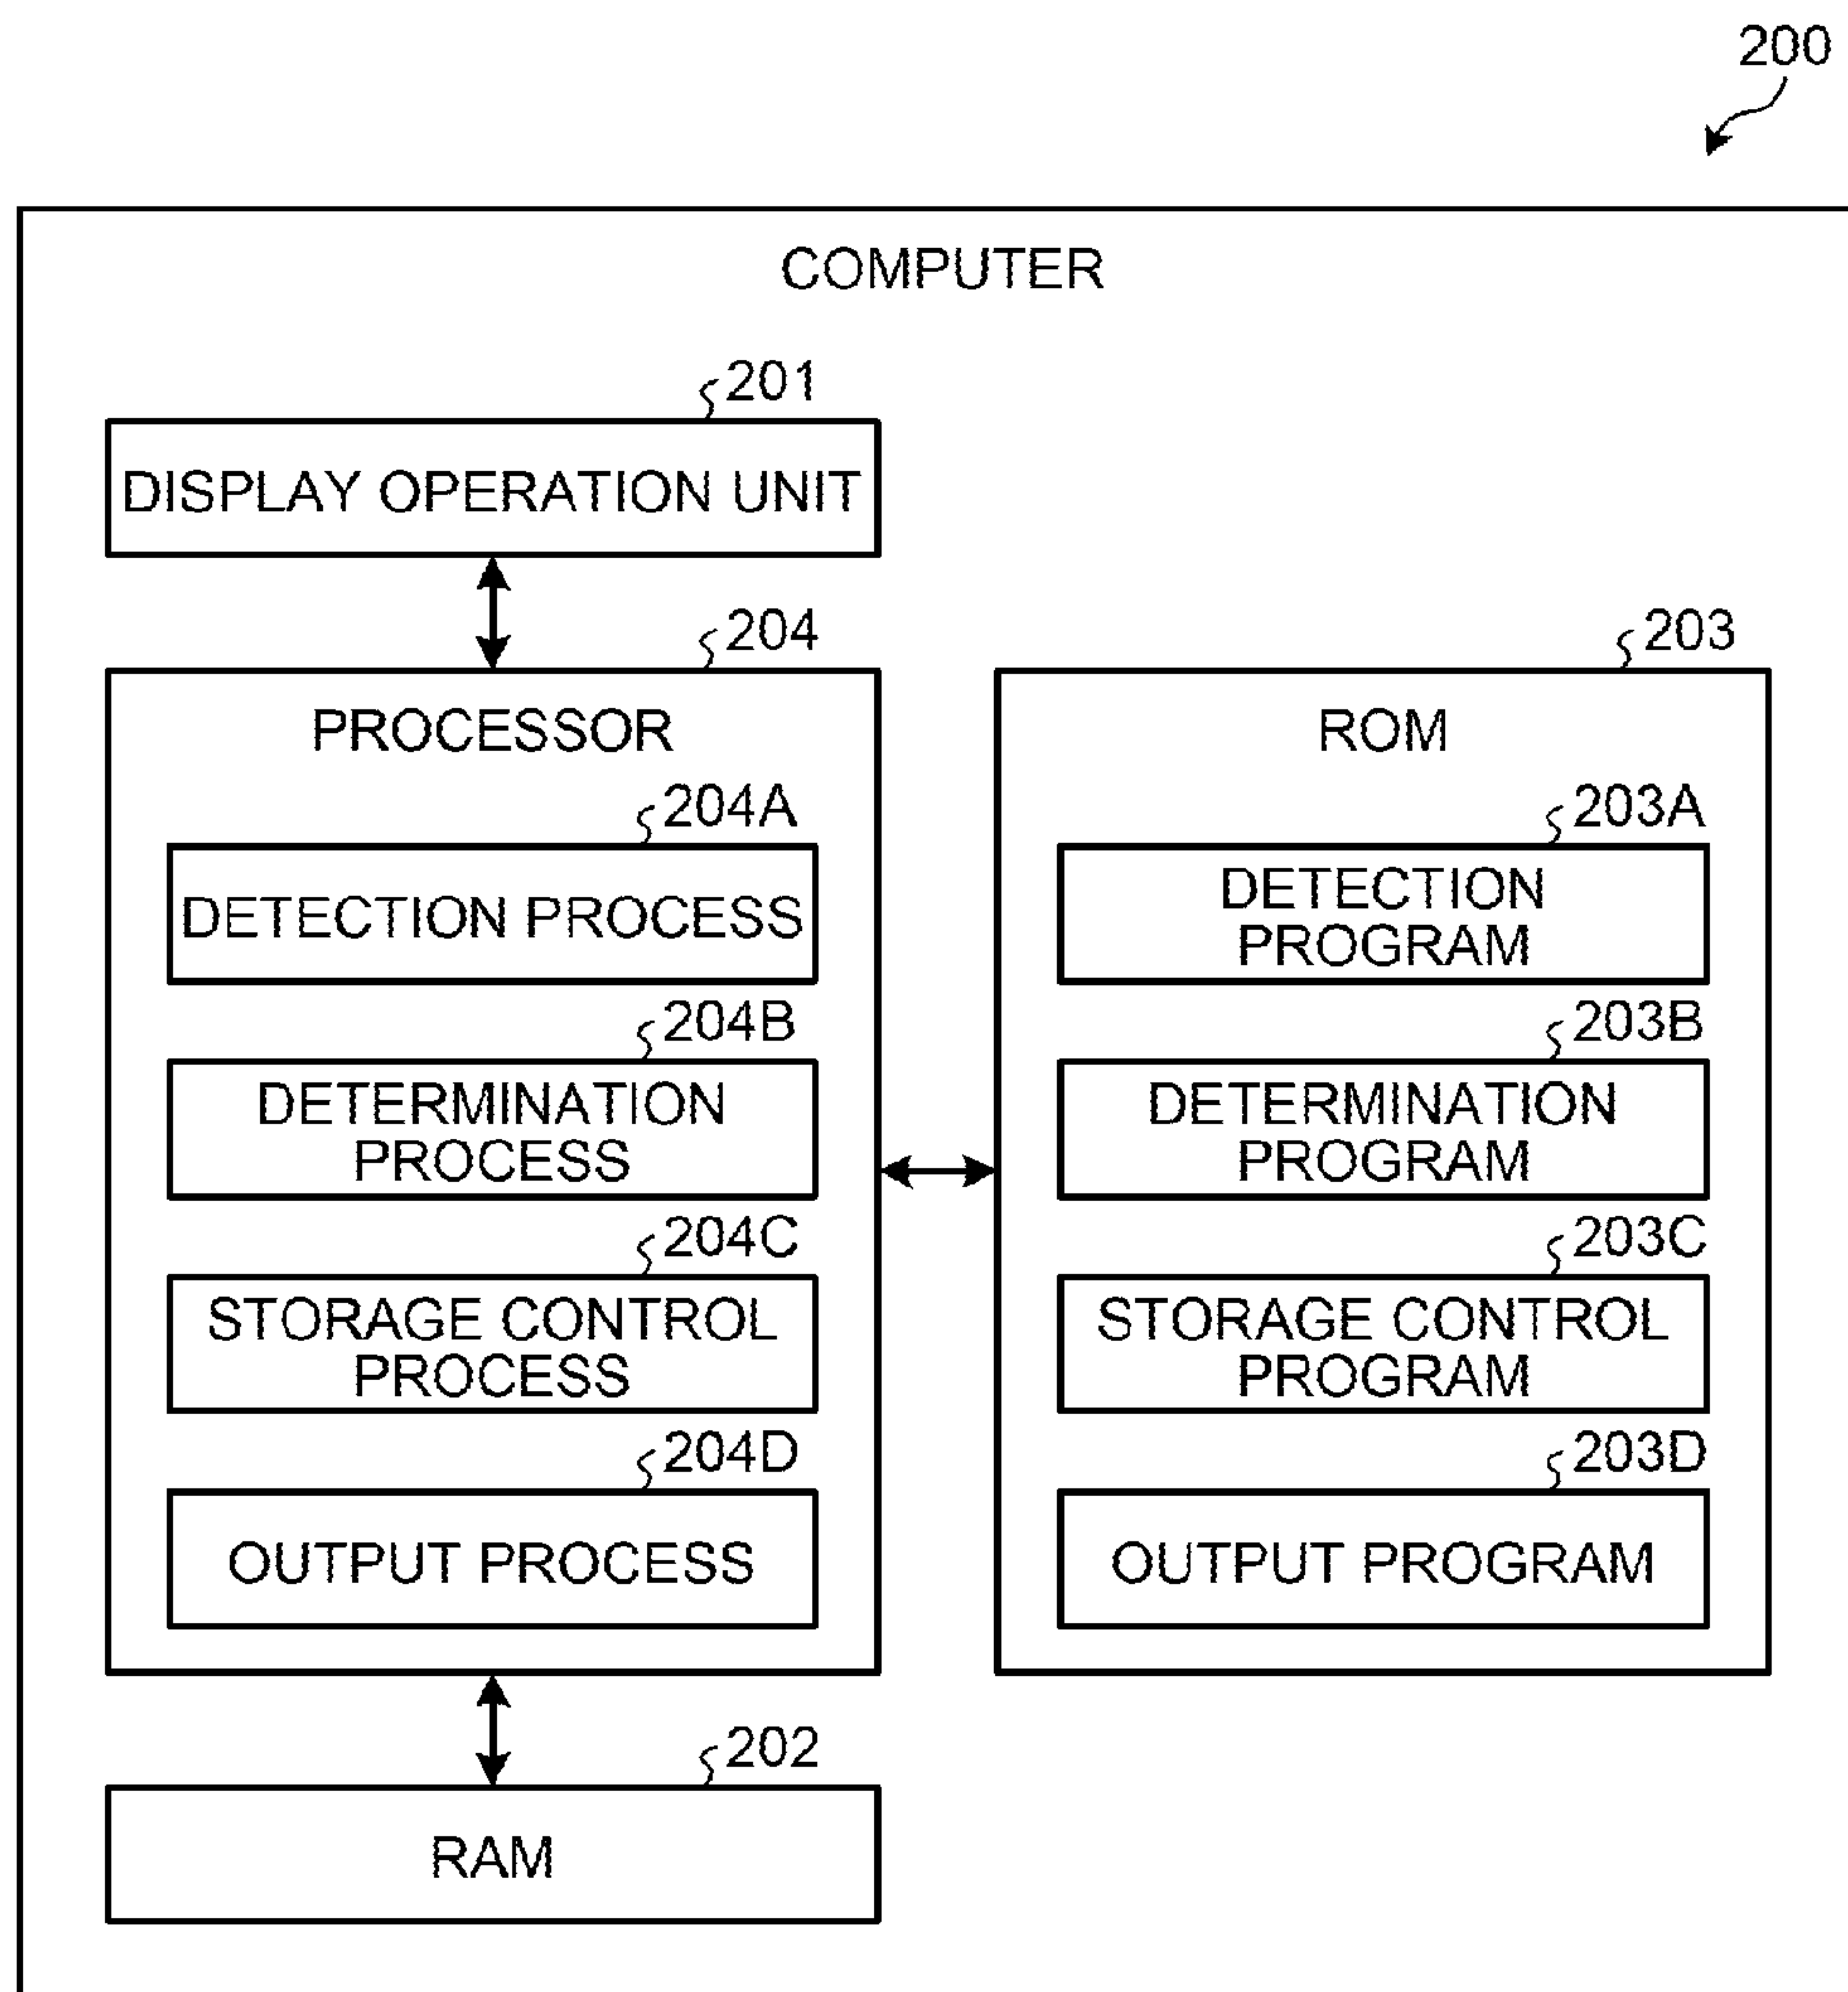 200
COMPUTER
201
DISPLAY OPERATION UNIT
204
PROCESSOR
204A
DETECTION PROCESS
204B
DETERMINATION
PROCESS
204C
STORAGE CONTROL
PROCESS
204D
OUTPUT PROCESS
203
ROM
203A
DETECTION
PROGRAM
203B
DETERMINATION
PROGRAM
203C
STORAGE CONTROL
PROGRAM
203D
OUTPUT PROGRAM
202
RAM